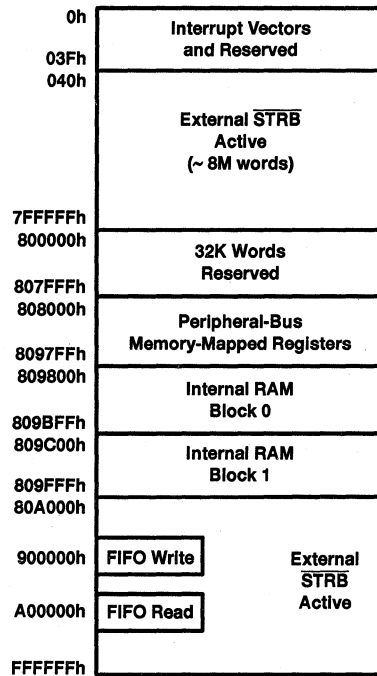 0h
Interrupt Vectors
and Reserved
03Fh
040h
External STRB
Active
(~ 8M words)
7FFFFFh
800000h
32K Words
Reserved
807FFFh
808000h
Peripheral-Bus
Memory-Mapped Registers
8097FFh
809800h
Internal RAM
Block 0
809BFFh
809C00h
Internal RAM
Block 1
809FFFh
80A000h
900000h
FIFO Write
External
STRB
Active
A00000h
FIFO Read
FFFFFFh